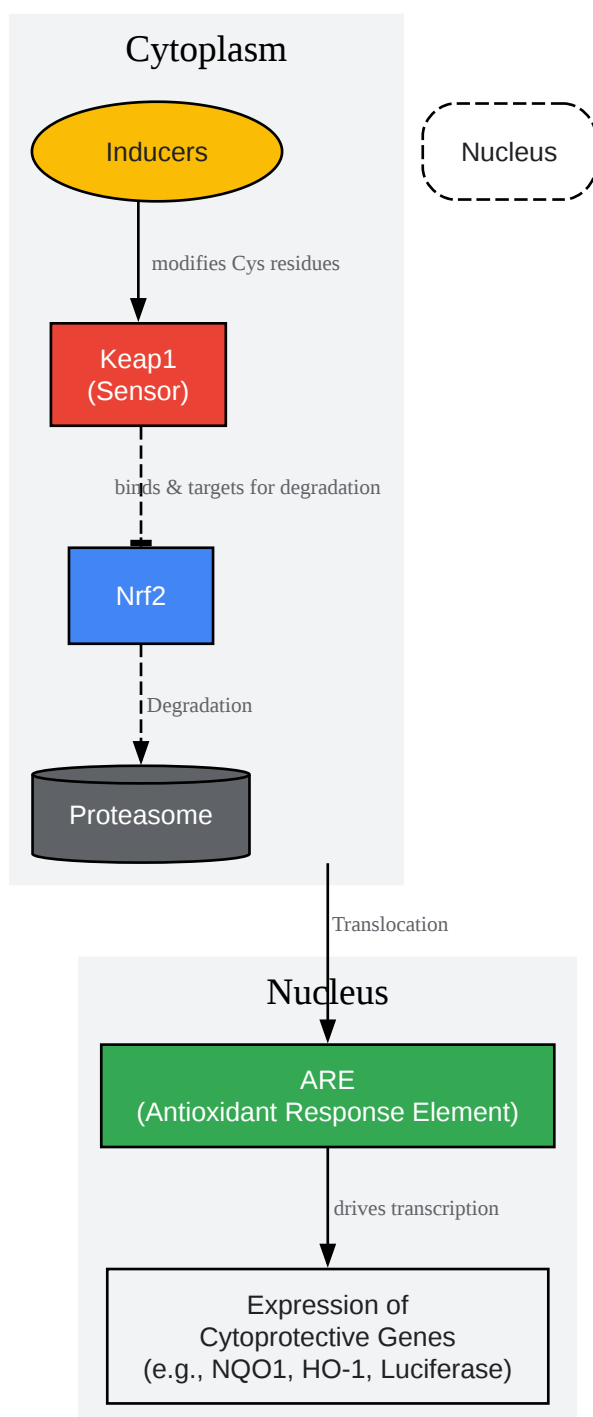 Cytoplasm
Inducers
Nucleus
modifies Cys residues
Keap1
(Sensor)
binds & targets for degradation
Nrf2
Degradation
Proteasome
Translocation
Nucleus
ARE
(Antioxidant Response Element)
drives transcription
Expression of
Cytoprotective Genes
(e.g., NQO1, HO-1, Luciferase)